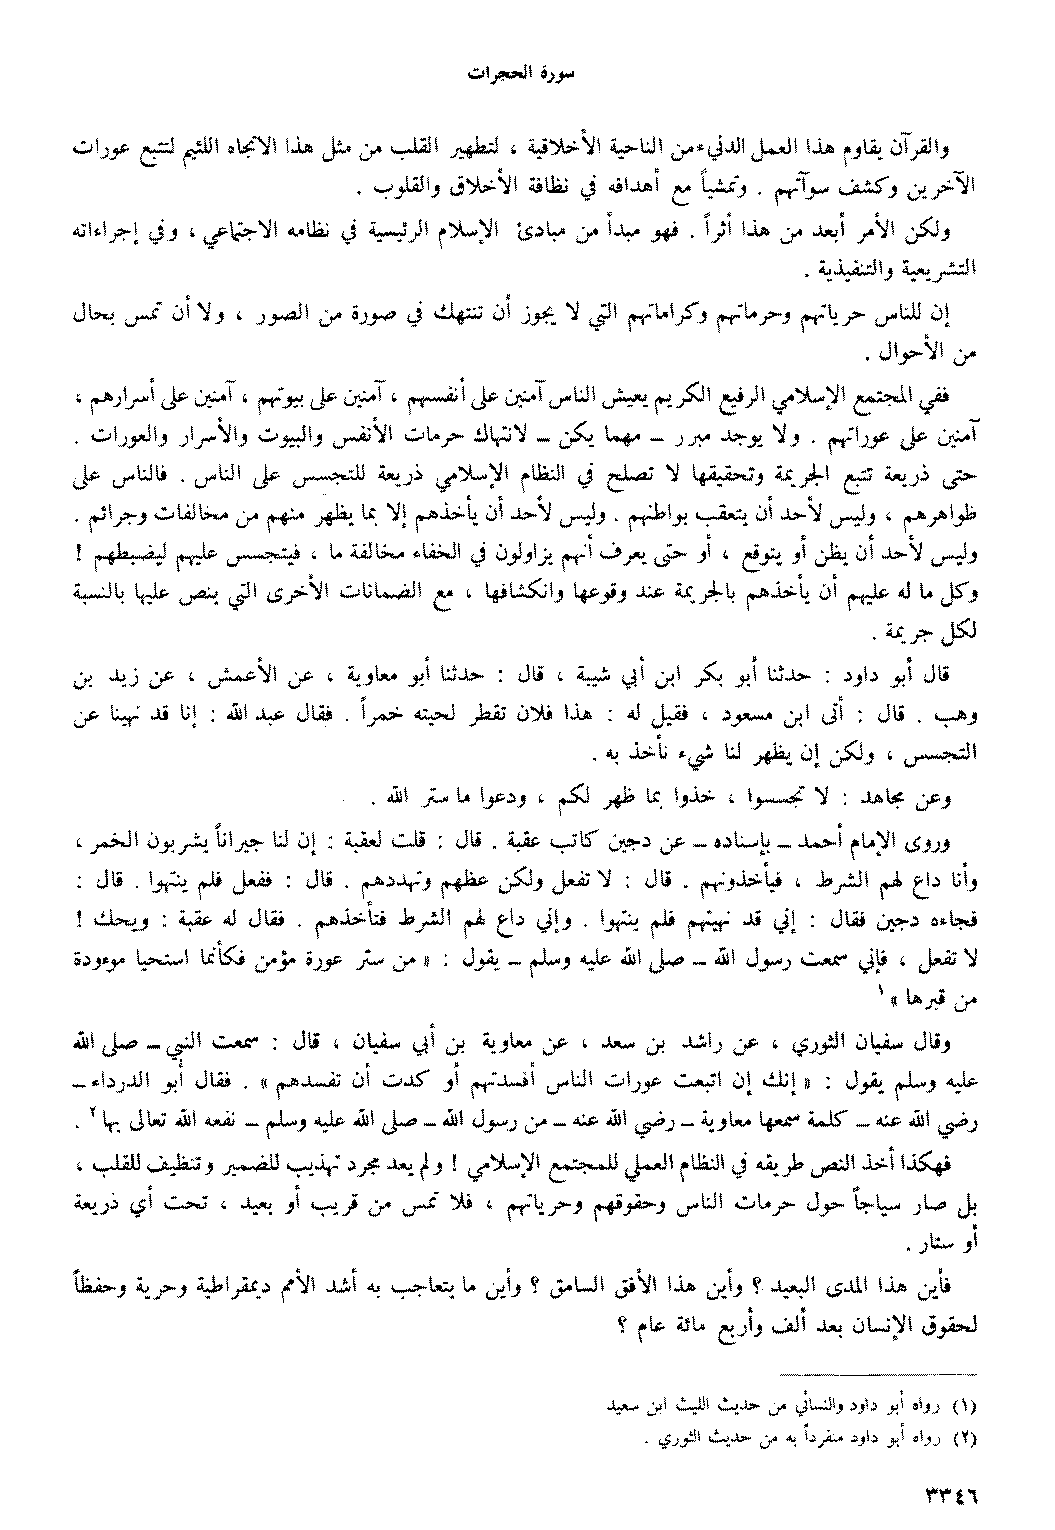 سورة الحجرات
والقرآن يقاوم هذا العمل الدنيء من الناحية الأخلاقية ، لتطهير القلب من مثل هذا الاتجاه اللئيم لتتبع عورات
الآخرين وكشف سوآتهم . وتمشياً مع أهدافه في نظافة الأخلاق والقلوب .
ولكن الأمر أبعد من هذا أثراً . فهو مبدأ من مبادئ الإسلام الرئيسية في نظامه الاجتماعي ، وفي إجراءاته
التشريعية والتنفيذية .
إن للناس حرياتهم وحرماتهم وكراماتهم التي لا يجوز أن تنتهك في صورة من الصور ، ولا أن تمس بحال
من الأحوال .
ففي المجتمع الإسلامي الرفيع الكريم يعيش الناس آمنين على أنفسهم ، آمنين على بيوتهم ، آمنين على أسرارهم ،
آمنين على عوراتهم . ولا يوجد مبرر – مهما يكن – لانتهاك حرمات الأنفس والبيوت والأسرار والعورات .
حتى ذريعة تتبع الجريمة وتحقيقها لا تصلح في النظام الإسلامي ذريعة للتجسس على الناس . فالناس على
ظواهرهم ، وليس لأحد أن يتعقب بواطنهم . وليس لأحد أن يأخذهم إلا بما يظهر منهم من مخالفات وجرائم .
وليس لأحد أن يظن أو يتوقع ، أو حتى يعرف أنهم يزاولون في الخفاء مخالفة ما ، فيتجسس عليهم ليضبطهم !
وكل ما له عليهم أن يأخذهم بالجريمة عند وقوعها وانكشافها ، مع الضمانات الأخرى التي ينص عليها بالنسبة
لكل جريمة .
قال أبو داود : حدثنا أبو بكر ابن أبي شيبة ، قال : حدثنا أبو معاوية ، عن الأعمش ، عن زيد بن
وهب . قال : أتى ابن مسعود ، فقيل له : هذا فلان تقطر لحيته خمراً . فقال عبد الله : إنا قد نهينا عن
التجسس ، ولكن إن يظهر لنا شيء نأخذ به .
وعن مجاهد : لا تجسسوا ، خذوا بما ظهر لكم ، ودعوا ما ستر الله .
وروى الإمام أحمد – بإسناده – عن دجين كاتب عقبة . قال : قلت لعقبة : إن لنا جيراناً يشربون الخمر ،
وأنا داع لهم الشرط ، فيأخذونهم . قال : لا تفعل ولكن عظهم وتهددهم . قال : ففعل فلم ينتهوا . قال :
فجاءه دجين فقال : إني قد نهيتهم فلم ينتهوا . وإني داع لهم الشرط فتأخذهم . فقال له عقبة : ويحك !
لا تفعل ، فإني سمعت رسول الله – صلى الله عليه وسلم – يقول : « من ستر عورة مؤمن فكأنما استحيا موءودة
من قبرها » ١
وقال سفيان الثوري ، عن راشد بن سعد ، عن معاوية بن أبي سفيان ، قال : سمعت النبي – صلى الله
عليه وسلم يقول : « إنك إن اتبعت عورات الناس أفسدتهم أو كدت أن تفسدهم » . فقال أبو الدرداء –
رضي الله عنه – كلمة سمعها معاوية – رضي الله عنه – من رسول الله – صلى الله عليه وسلم – نفعه الله تعالى بها ٢ .
فهكذا أخذ النص طريقه في النظام العملي للمجتمع الإسلامي ! ولم يعد مجرد تهذيب للضمير وتنظيف للقلب ،
بل صار سياجاً حول حرمات الناس وحقوقهم وحرياتهم ، فلا تمس من قريب أو بعيد ، تحت أي ذريعة
أو ستار .
فأين هذا المدى البعيد ؟ وأين هذا الأفق السامق ؟ وأين ما يتعاجب به أشد الأمم ديمقراطية وحرية وحفظاً
لحقوق الإنسان بعد ألف وأربع مائة عام ؟
(١) رواه أبو داود والنسائي من حديث الليث ابن سعيد
(٢) رواه أبو داود منفرداً به من حديث الثوري .
٣٣٤٦